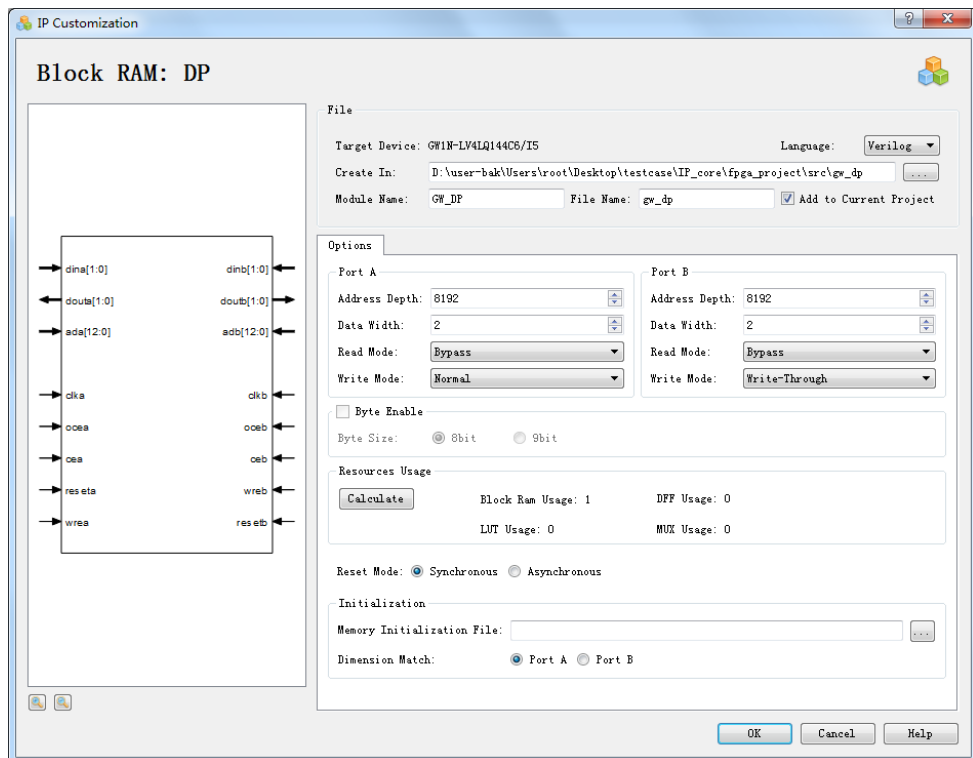 IP Customization
Block RAM: DP
File
Target Device: GW1N-LV4LQ144C6/I5 Language: Verilog
Create In: D:\user-bak\Users\root\Desktop\testcase\IP_core\fpga_project\src\gw_dp ...
Module Name: GW_DP File Name: gw_dp Add to Current Project
Options
Port A
Address Depth: 8192
Data Width: 2
Read Mode: Bypass
Write Mode: Normal
Port B
Address Depth: 8192
Data Width: 2
Read Mode: Bypass
Write Mode: Write-Through
Byte Enable
Byte Size: 8bit 9bit
Resources Usage
Calculate Block Ram Usage: 1 DFF Usage: 0
LUT Usage: 0 MUX Usage: 0
Reset Mode: Synchronous Asynchronous
Initialization
Memory Initialization File: ...
Dimension Match: Port A Port B
dina[1:0] dinb[1:0]
douta[1:0] doutb[1:0]
ada[12:0] adb[12:0]
clka clkb
ocea oceb
cea ceb
reseta wreb
wrea resetb
OK Cancel Help